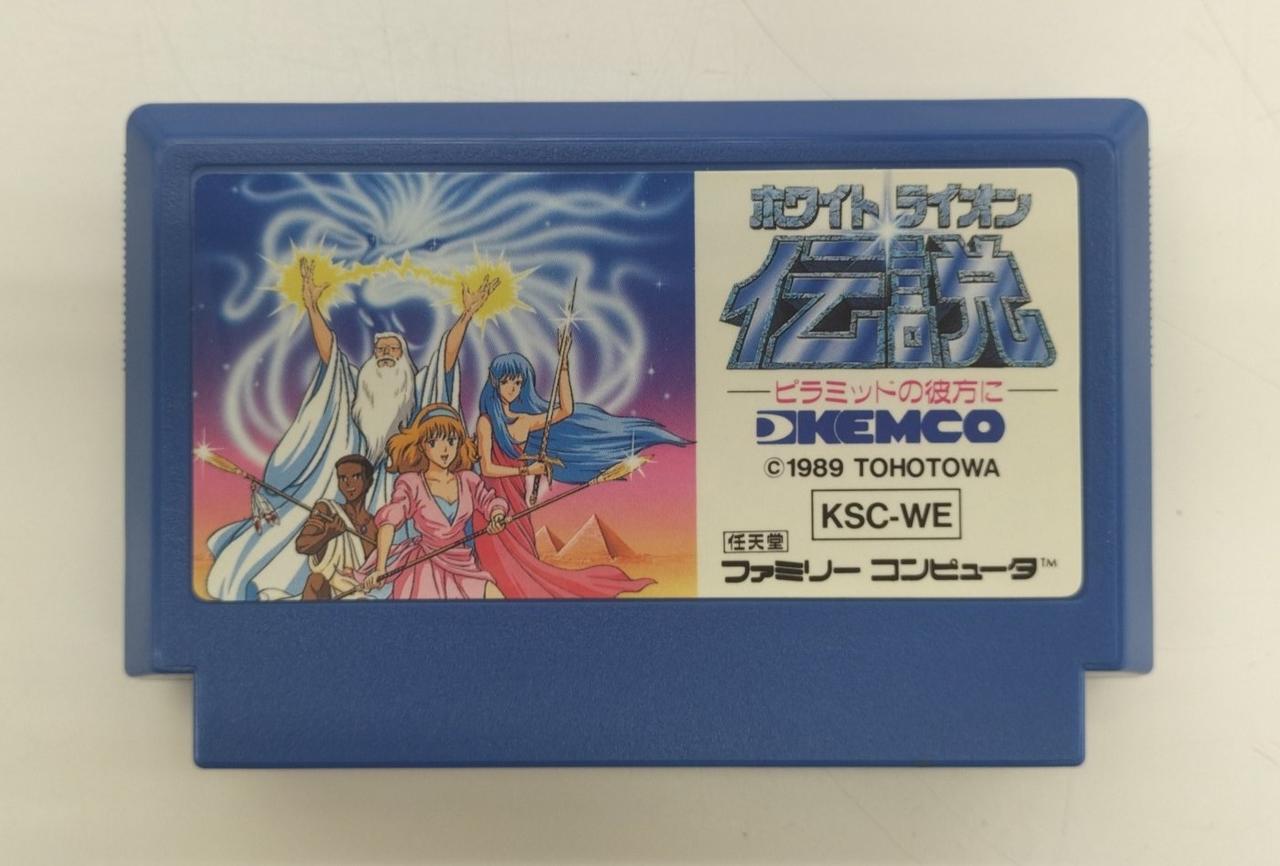 ホワイトライオン
伝説
ピラミッドの彼方に
KEMCO
©1989 TOHOTOWA
KSC-WE
任天堂
ファミリー コンピュータ™